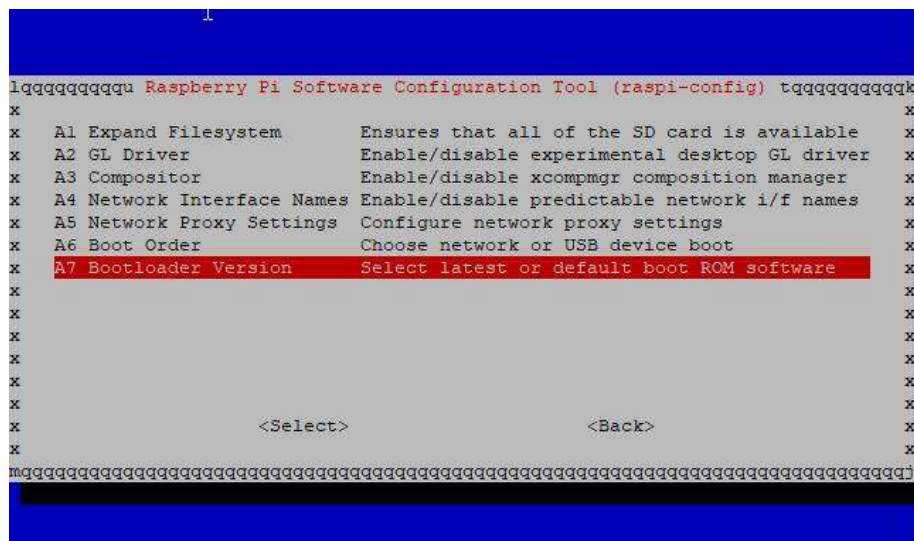 lqqqqqqqqqu Raspberry Pi Software Configuration Tool (raspi-config) tqqqqqqqqqqk
x x
x A1 Expand Filesystem Ensures that all of the SD card is available x
x A2 GL Driver Enable/disable experimental desktop GL driver x
x A3 Compositor Enable/disable xcompmgr composition manager x
x A4 Network Interface Names Enable/disable predictable network i/f names x
x A5 Network Proxy Settings Configure network proxy settings x
x A6 Boot Order Choose network or USB device boot x
x A7 Bootloader Version Select latest or default boot ROM software x
x x
x x
x x
x x
x x
x x
x <Select> <Back> x
x x
mqqqqqqqqqqqqqqqqqqqqqqqqqqqqqqqqqqqqqqqqqqqqqqqqqqqqqqqqqqqqqqqqqqqqqqqqqqqqqqj